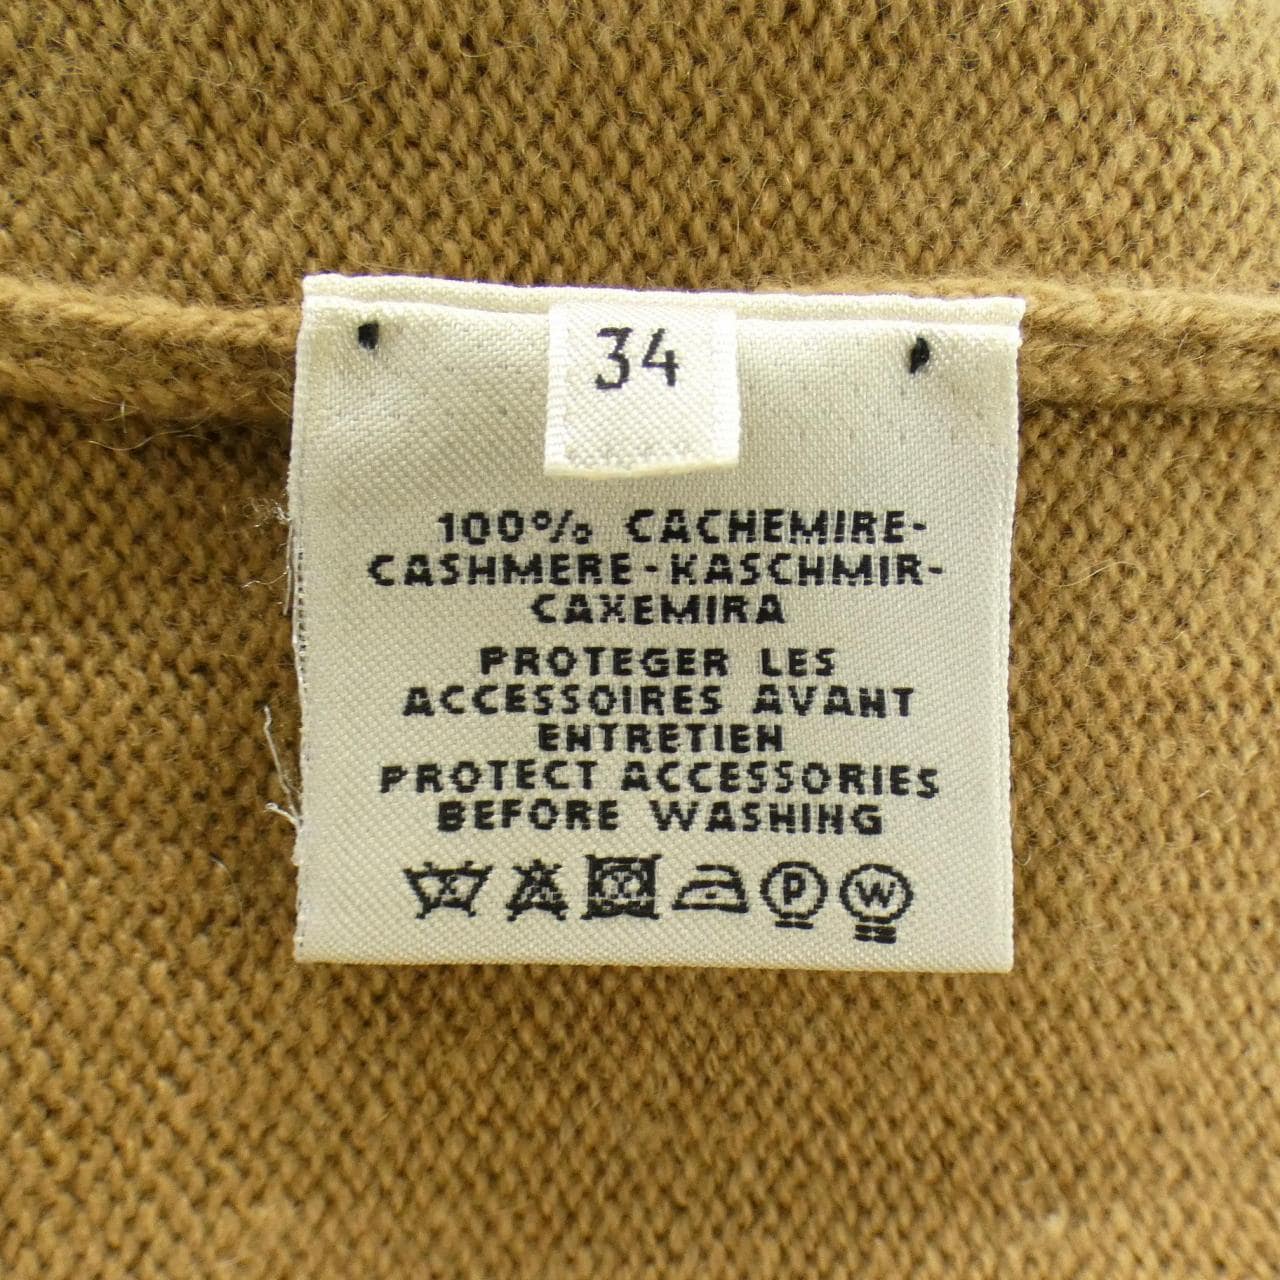 34
100% CACHEMIRE-
CASHMERE-KASCHMIR-
CAXEMIRA
PROTEGER LES
ACCESSOIRES AVANT
ENTRETIEN
PROTECT ACCESSORIES
BEFORE WASHING
P W